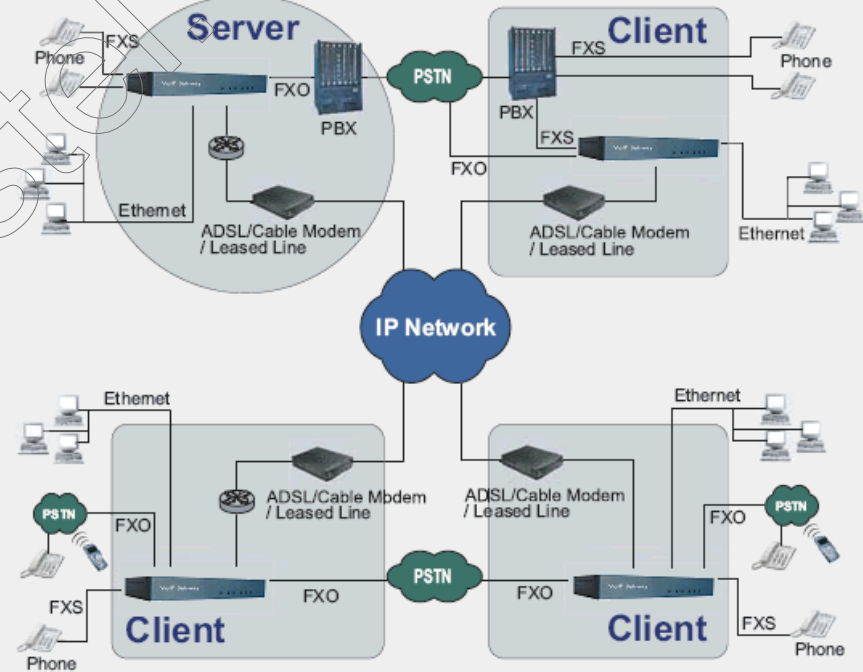 Server
Client
FXS
Phone
FXO
PBX
PSTN
FXS
Phone
PBX
FXS
FXO
Ethernet
ADSL/Cable Modem
/ Leased Line
ADSL/Cable Modem
/ Leased Line
Ethernet
IP Network
Ethernet
Ethernet
ADSL/Cable Modem
/ Leased Line
ADSL/Cable Modem
/ Leased Line
PSTN
FXO
FXO
PSTN
PSTN
FXO
FXO
FXS
Phone
Client
Client
FXS
Phone